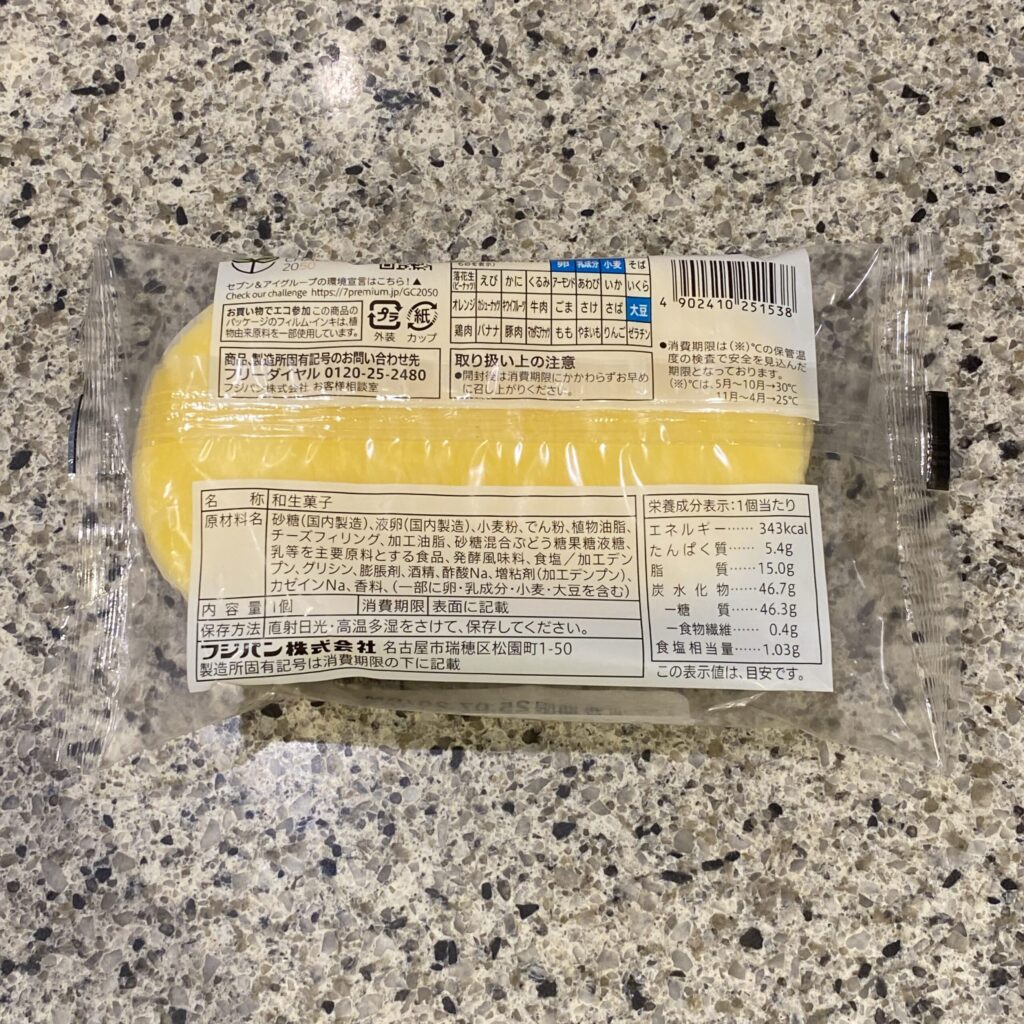 2050
セブン&アイグループの環境宣言はこちら!▲
Check our challenge https://7premium.jp/GC2050
お買い物でエコ参加 この商品の
パッケージのフィルム・インキは、植
物由来原料を一部使用しています。
プラ
外装
紙
カップ
商品、製造所固有記号のお問い合わせ先
フリーダイヤル 0120-25-2480
フジパン株式会社 お客様相談室
卵 乳成分 小麦 そば
落花生(ピーナッツ) えび かに くるみ アーモンド あわび いか いくら
オレンジ カシューナッツ キウイフルーツ 牛肉 ごま さけ さば 大豆
鶏肉 バナナ 豚肉 マカダミアナッツ もも やまいも りんご ゼラチン
取り扱い上の注意
●開封後は消費期限にかかわらずお早め
に召し上がりください。
4 902410 251538
●消費期限は(※)℃の保管温
度の検査で安全を見込んだ
期限となっております。
(※)℃は、5月~10月→30℃
11月~4月→25℃
名称 和生菓子
原材料名 砂糖(国内製造)、液卵(国内製造)、小麦粉、でん粉、植物油脂、
チーズフィリング、加工油脂、砂糖混合ぶどう糖果糖液糖、
乳等を主要原料とする食品、発酵風味料、食塩/加工デン
プン、グリシン、膨脹剤、酒精、酢酸Na、増粘剤(加工デンプン)、
カゼインNa、香料、(一部に卵・乳成分・小麦・大豆を含む)
内容量 1個 消費期限 表面に記載
保存方法 直射日光・高温多湿をさけて、保存してください。
フジパン株式会社 名古屋市瑞穂区松園町1-50
製造所固有記号は消費期限の下に記載
栄養成分表示:1個当たり
エネルギー……343kcal
たんぱく質……5.4g
脂質……15.0g
炭水化物……46.7g
ー糖質……46.3g
ー食物繊維……0.4g
食塩相当量……1.03g
この表示値は、目安です。